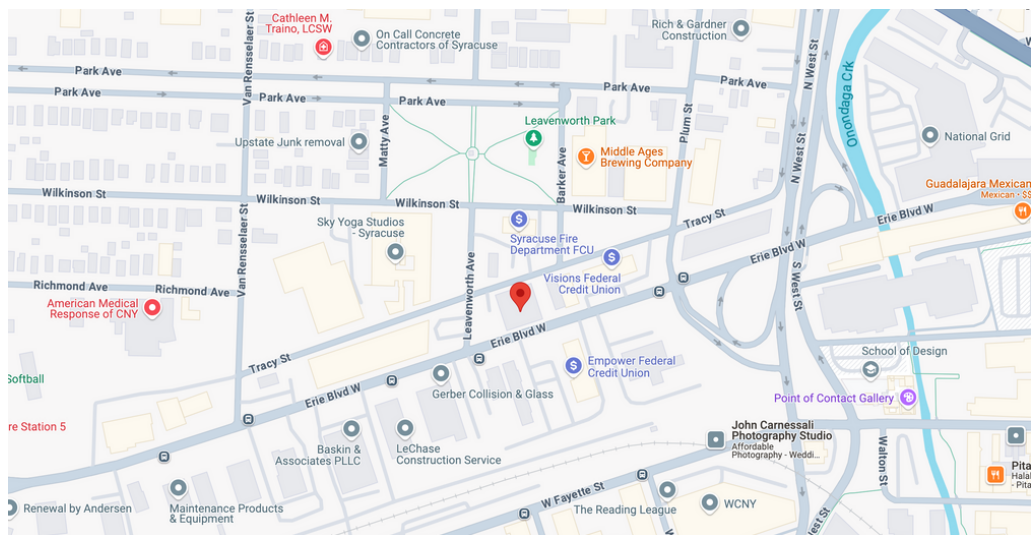 Cathleen M.
Traino, LCSW
On Call Concrete
Contractors of Syracuse
Rich & Gardner
Construction
Van Rensselaer St
N West St
Onondaga Crk
W
Park Ave
Park Ave
Park Ave
Park Ave
Park Ave
Plum St
Matty Ave
Upstate Junk removal
Leavenworth Park
Middle Ages
Brewing Company
Barker Ave
N West St
National Grid
Guadalajara Mexican
Mexican · $$
Wilkinson St
Wilkinson St
Wilkinson St
Tracy St
Erie Blvd W
Erie Blvd W
Sky Yoga Studios
- Syracuse
Syracuse Fire
Department FCU
Visions Federal
Credit Union
Van Rensselaer St
Leavenworth Ave
S West St
Richmond Ave
Richmond Ave
American Medical
Response of CNY
Erie Blvd W
Tracy St
Erie Blvd W
Softball
Empower Federal
Credit Union
School of Design
Gerber Collision & Glass
Point of Contact Gallery
re Station 5
Baskin &
Associates PLLC
LeChase
Construction Service
John Carnessali
Photography Studio
Affordable
Photography - Weddi...
Walton St
Pita
Halal
- Pita
W Fayette St
Renewal by Andersen
Maintenance Products
& Equipment
The Reading League
WCNY
West St